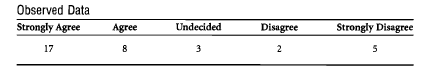 Observed Data
Strongly Agree Agree Undecided Disagree Strongly Disagree
17 8 3 2 5